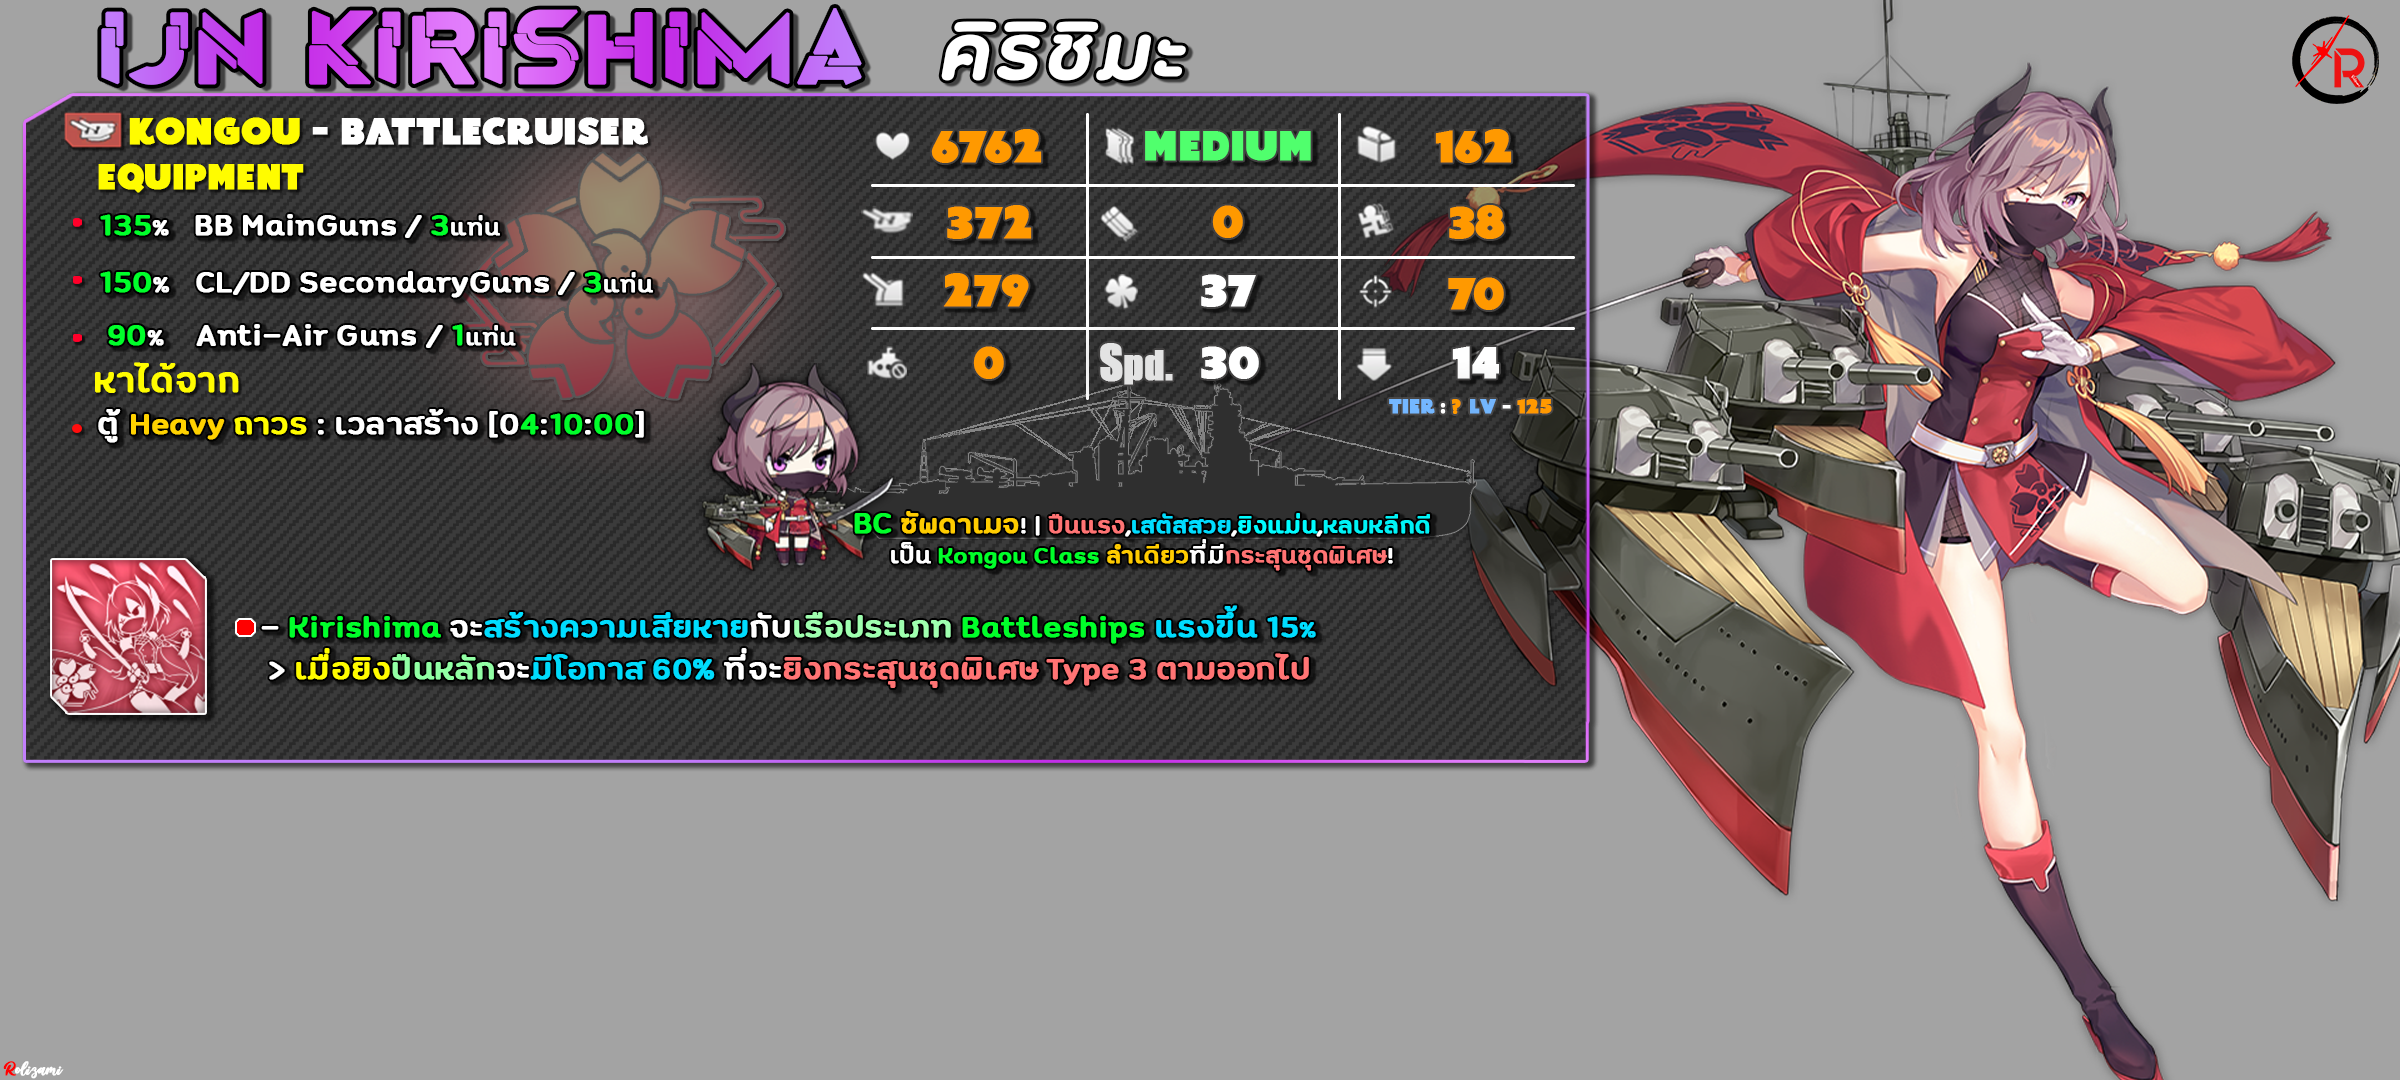 IJN KIRISHIMA คิริชิมะ
R
KONGOU - BATTLECRUISER
EQUIPMENT
135% BB MainGuns / 3แท่น
150% CL/DD SecondaryGuns / 3แท่น
90% Anti-Air Guns / 1แท่น
หาได้จาก
ตู้ Heavy ถาวร : เวลาสร้าง [04:10:00]
6762 MEDIUM 162
372 0 38
279 37 70
0 Spd. 30 14
TIER : ? LV - 125
BC ซัพดาเมจ! | ปืนแรง,เสตัสสวย,ยิงแม่น,หลบหลีกดี
เป็น Kongou Class ลำเดียวที่มีกระสุนชุดพิเศษ!
- Kirishima จะสร้างความเสียหายกับเรือประเภท Battleships แรงขึ้น 15%
> เมื่อยิงปืนหลักจะมีโอกาส 60% ที่จะยิงกระสุนชุดพิเศษ Type 3 ตามออกไป
Rolizami